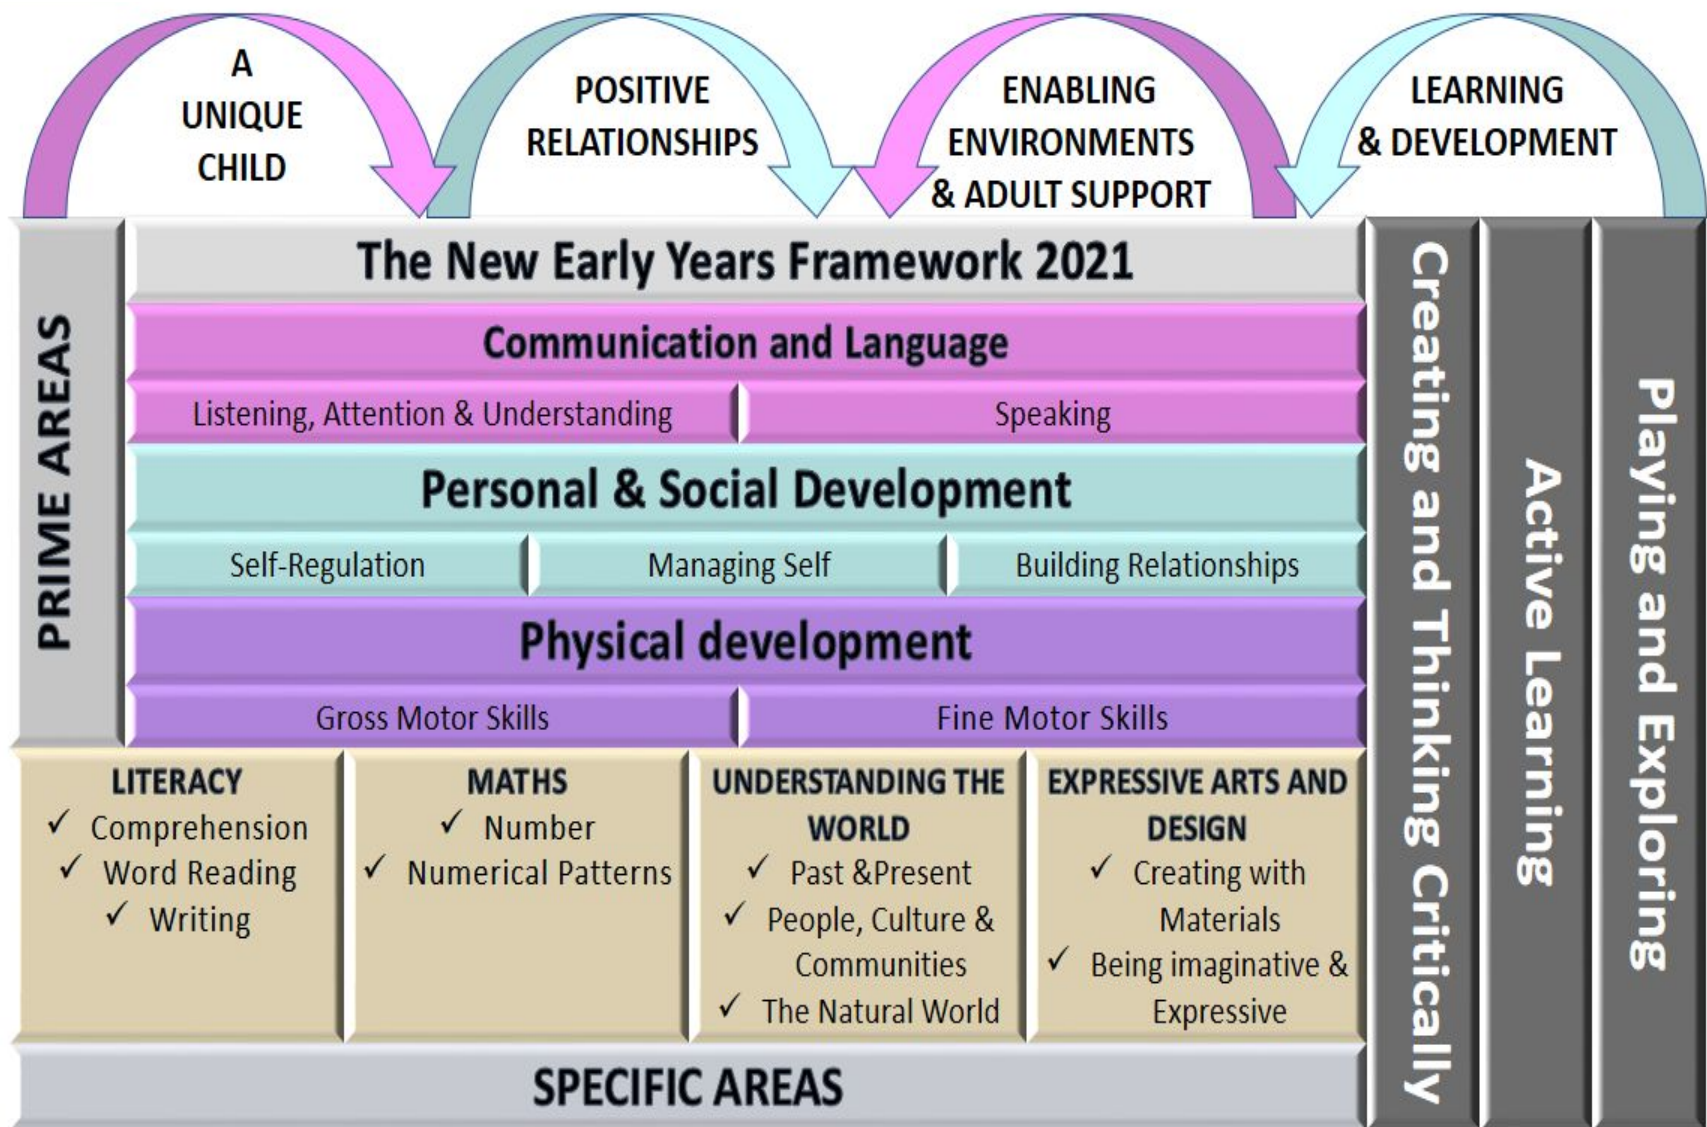 A
UNIQUE
CHILD
POSITIVE
RELATIONSHIPS
ENABLING
ENVIRONMENTS
& ADULT SUPPORT
LEARNING
& DEVELOPMENT
PRIME AREAS
The New Early Years Framework 2021
Communication and Language
Listening, Attention & Understanding
Speaking
Personal & Social Development
Self-Regulation
Managing Self
Building Relationships
Physical development
Gross Motor Skills
Fine Motor Skills
LITERACY
✓ Comprehension
✓ Word Reading
✓ Writing
MATHS
✓ Number
✓ Numerical Patterns
UNDERSTANDING THE
WORLD
✓ Past &Present
✓ People, Culture &
Communities
✓ The Natural World
EXPRESSIVE ARTS AND
DESIGN
✓ Creating with
Materials
✓ Being imaginative &
Expressive
SPECIFIC AREAS
Creating and Thinking Critically
Active Learning
Playing and Exploring